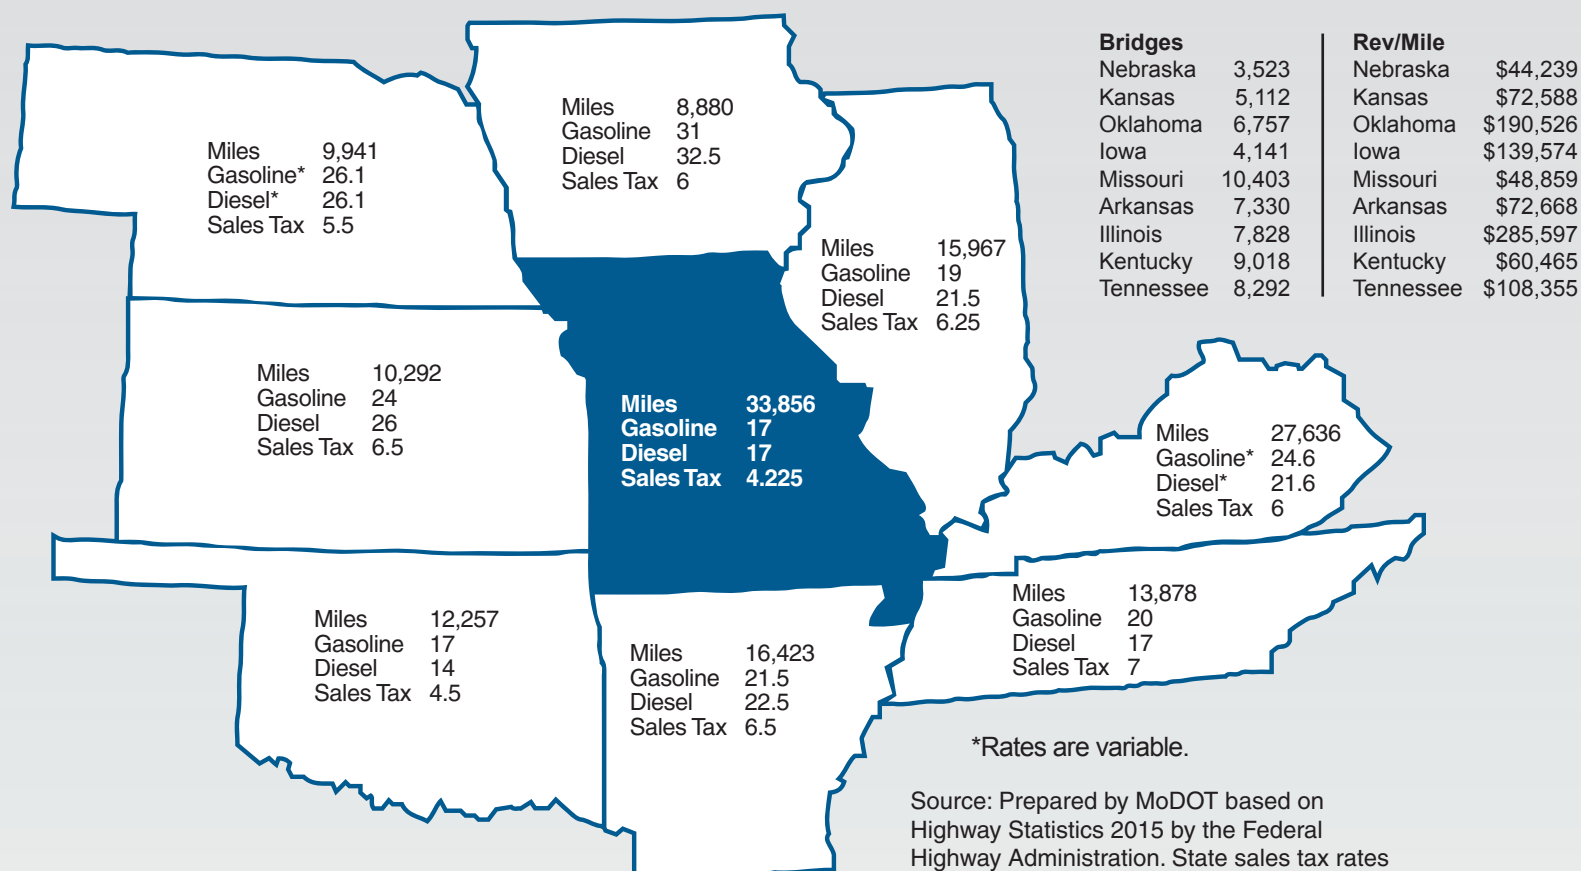 Bridges
Nebraska 3,523
Kansas 5,112
Oklahoma 6,757
Iowa 4,141
Missouri 10,403
Arkansas 7,330
Illinois 7,828
Kentucky 9,018
Tennessee 8,292
Rev/Mile
Nebraska $44,239
Kansas $72,588
Oklahoma $190,526
Iowa $139,574
Missouri $48,859
Arkansas $72,668
Illinois $285,597
Kentucky $60,465
Tennessee $108,355
Miles 9,941
Gasoline* 26.1
Diesel* 26.1
Sales Tax 5.5
Miles 8,880
Gasoline 31
Diesel 32.5
Sales Tax 6
Miles 15,967
Gasoline 19
Diesel 21.5
Sales Tax 6.25
Miles 10,292
Gasoline 24
Diesel 26
Sales Tax 6.5
Miles 33,856
Gasoline 17
Diesel 17
Sales Tax 4.225
Miles 27,636
Gasoline* 24.6
Diesel* 21.6
Sales Tax 6
Miles 12,257
Gasoline 17
Diesel 14
Sales Tax 4.5
Miles 16,423
Gasoline 21.5
Diesel 22.5
Sales Tax 6.5
Miles 13,878
Gasoline 20
Diesel 17
Sales Tax 7
*Rates are variable.
Source: Prepared by MoDOT based on
Highway Statistics 2015 by the Federal
Highway Administration. State sales tax rates